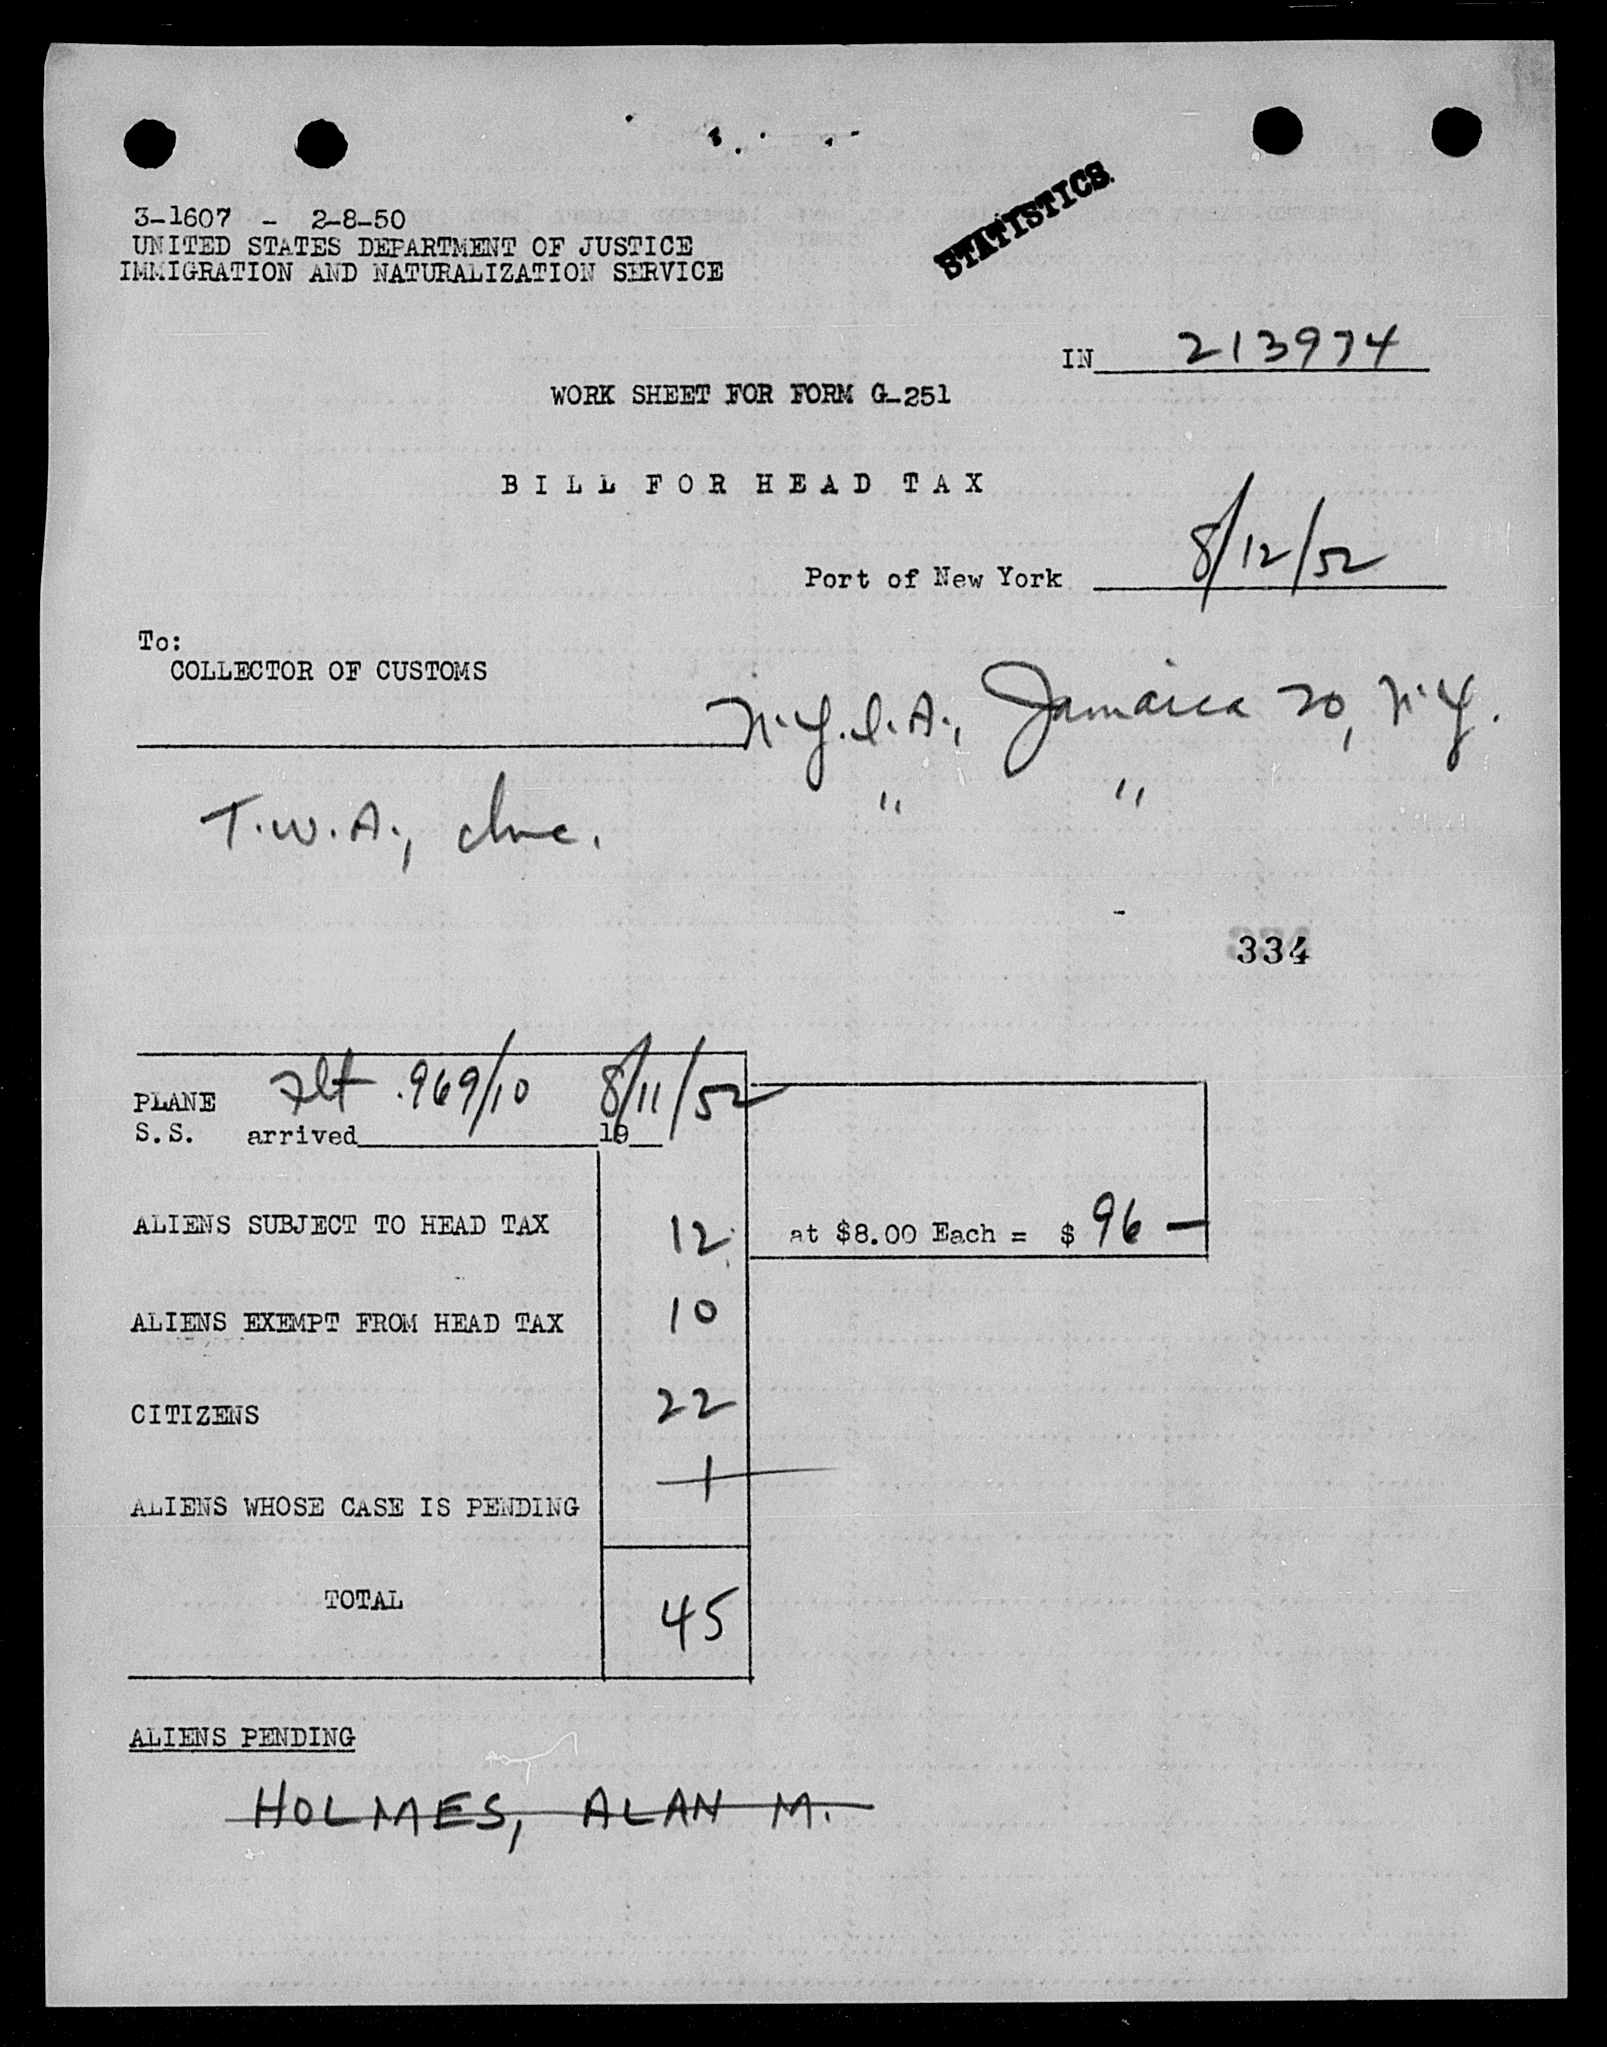 STATISTICS.
3-1607 - 2-8-50
UNITED STATES DEPARTMENT OF JUSTICE
IMMIGRATION AND NATURALIZATION SERVICE
IN 213974
WORK SHEET FOR FORM G-251
BILL FOR HEAD TAX
Port of New York 8/12/52
To:
COLLECTOR OF CUSTOMS
N.Y.I.A., Jamaica 20, N.Y.
T.W.A., Inc. " "
334
PLANE Flt 969/10 8/11/52
S.S. arrived 19
ALIENS SUBJECT TO HEAD TAX 12 at $8.00 Each = $ 96 —
ALIENS EXEMPT FROM HEAD TAX 10
CITIZENS 22
ALIENS WHOSE CASE IS PENDING 1
TOTAL 45
ALIENS PENDING
HOLMES, ALAN M.